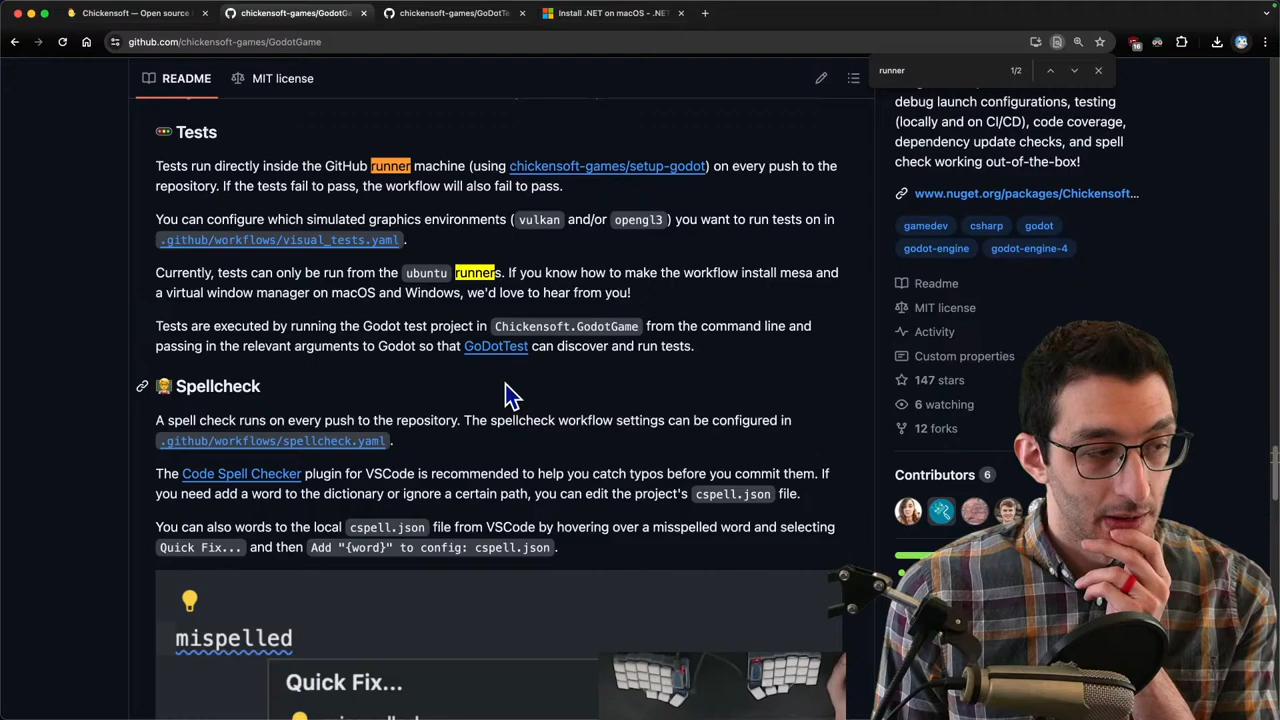 Chickensoft — Open source
chickensoft-games/GodotGa
chickensoft-games/GoDotTe
Install .NET on macOS - .NET
github.com/chickensoft-games/GodotGame
16
runner
1/2
README
MIT license
Tests
Tests run directly inside the GitHub runner machine (using chickensoft-games/setup-godot) on every push to the
repository. If the tests fail to pass, the workflow will also fail to pass.
You can configure which simulated graphics environments (vulkan and/or opengl3) you want to run tests on in
.github/workflows/visual_tests.yaml.
Currently, tests can only be run from the ubuntu runners. If you know how to make the workflow install mesa and
a virtual window manager on macOS and Windows, we'd love to hear from you!
Tests are executed by running the Godot test project in Chickensoft.GodotGame from the command line and
passing in the relevant arguments to Godot so that GoDotTest can discover and run tests.
Spellcheck
A spell check runs on every push to the repository. The spellcheck workflow settings can be configured in
.github/workflows/spellcheck.yaml.
The Code Spell Checker plugin for VSCode is recommended to help you catch typos before you commit them. If
you need add a word to the dictionary or ignore a certain path, you can edit the project's cspell.json file.
You can also words to the local cspell.json file from VSCode by hovering over a misspelled word and selecting
Quick Fix... and then Add "{word}" to config: cspell.json.
mispelled
Quick Fix...
debug launch configurations, testing
(locally and on CI/CD), code coverage,
dependency update checks, and spell
check working out-of-the-box!
www.nuget.org/packages/Chickensoft...
gamedev csharp godot
godot-engine godot-engine-4
Readme
MIT license
Activity
Custom properties
147 stars
6 watching
12 forks
Contributors 6